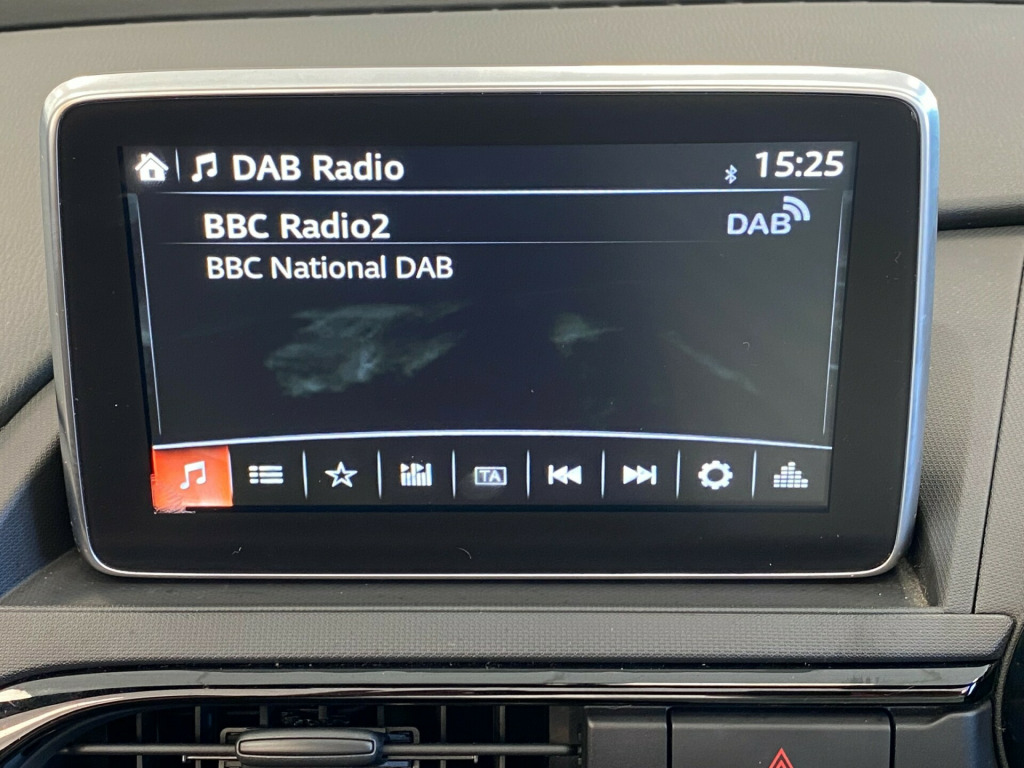 DAB Radio 15:25
BBC Radio2 DAB
BBC National DAB
TA